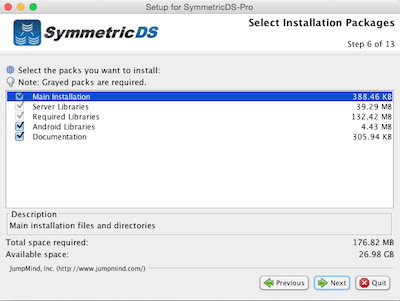 Setup for SymmetricDS-Pro
SymmetricDS
Select Installation Packages
Step 6 of 13
Select the packs you want to install:
Note: Grayed packs are required.
Main Installation 388.46 KB
Server Libraries 39.29 MB
Required Libraries 132.42 MB
Android Libraries 4.43 MB
Documentation 305.94 KB
Description
Main installation files and directories
Total space required: 176.82 MB
Available space: 26.98 GB
JumpMind, Inc. (http://www.jumpmind.com/)
Previous Next Quit